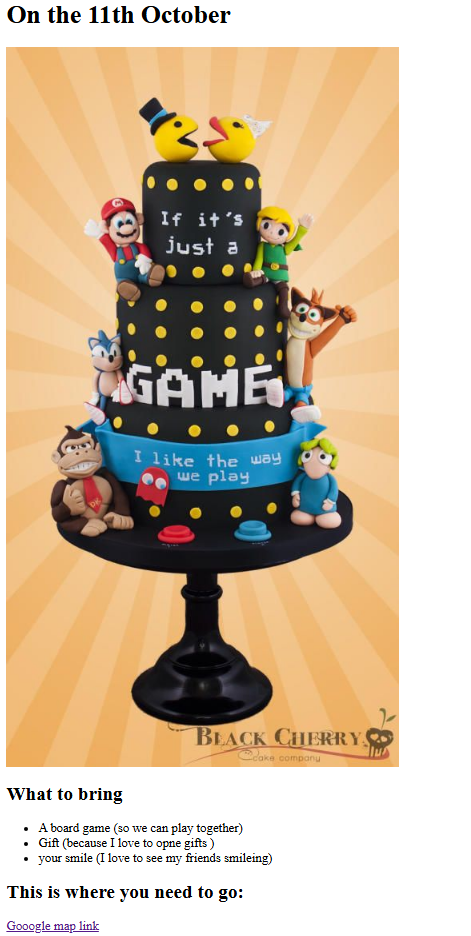 On the 11th October
If it's
just a
GAME
I like the way
we play
BLACK CHERRY
Cake company
What to bring
A board game (so we can play together)
Gift (because I love to opne gifts )
your smile (I love to see my friends smileing)
This is where you need to go:
Gooogle map link